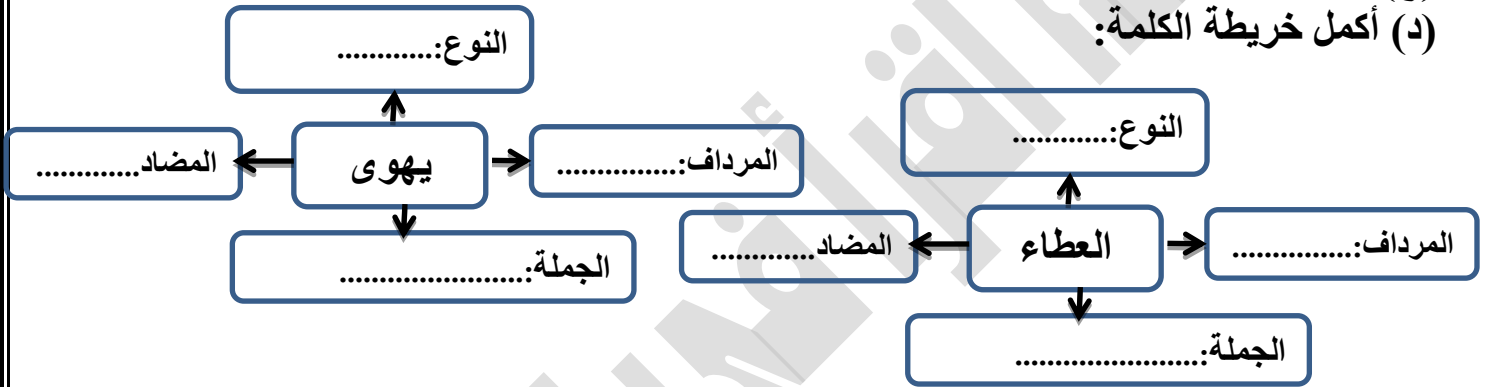 (د) أكمل خريطة الكلمة:
النوع:............
العطاء
المرداف:...............
المضاد.............
الجملة:.......................
النوع:............
يهوى
المرداف:...............
المضاد.............
الجملة:.......................